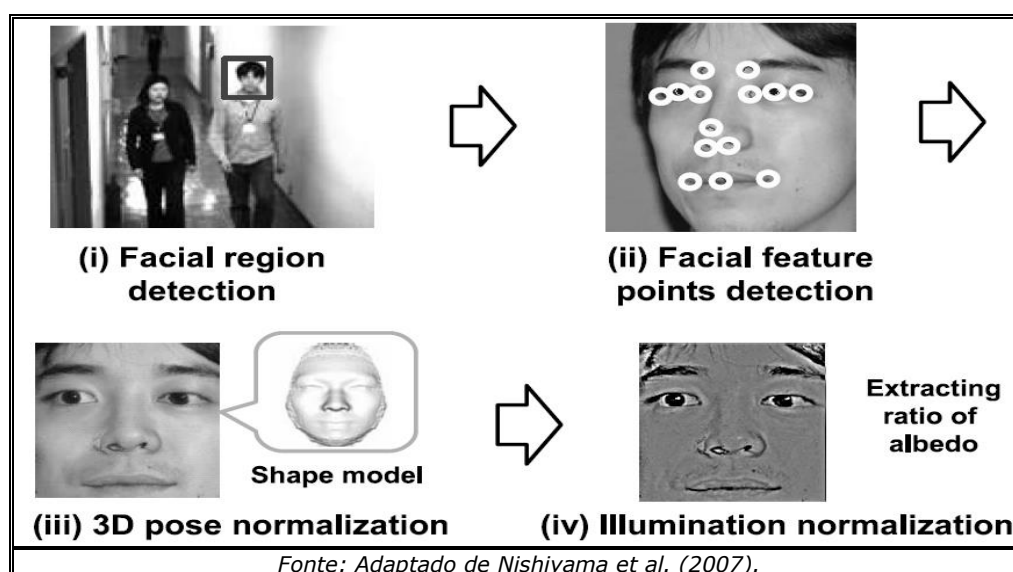 (i) Facial region
detection
(ii) Facial feature
points detection
Shape model
(iii) 3D pose normalization
Extracting
ratio of
albedo
(iv) Illumination normalization
Fonte: Adaptado de Nishiyama et al. (2007).